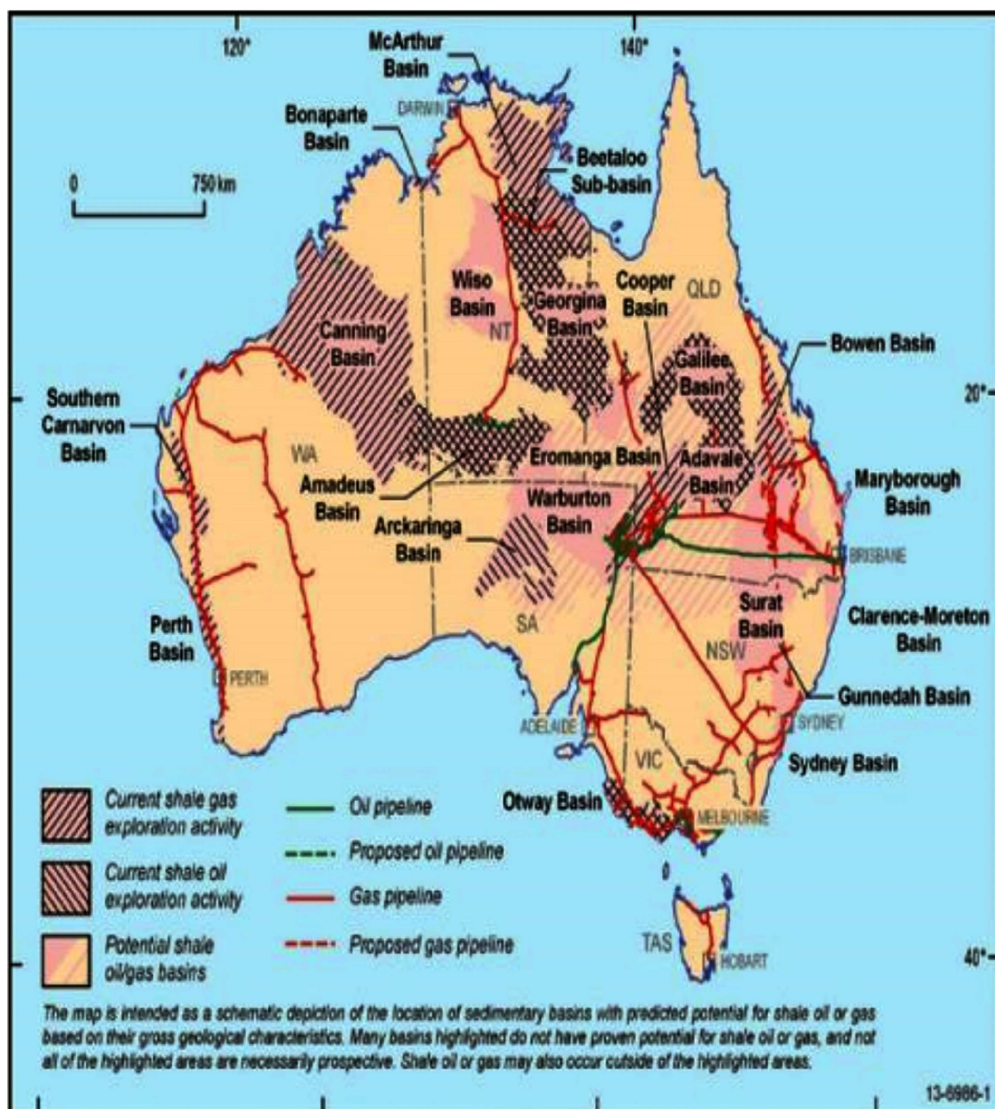 120°
140°
McArthur
Basin
DARWIN
Bonaparte
Basin
Beetaloo
Sub-basin
0
750 km
Wiso
Basin
NT
Georgina
Basin
Cooper
Basin
QLD
Canning
Basin
Galilee
Basin
Bowen Basin
Southern
Carnarvon
Basin
20°
WA
Amadeus
Basin
Eromanga Basin
Adavale
Basin
Maryborough
Basin
Warburton
Basin
Arckaringa
Basin
BRISBANE
Perth
Basin
PERTH
SA
Surat
Basin
NSW
Clarence-Moreton
Basin
Gunnedah Basin
ADELAIDE
SYDNEY
VIC
Sydney Basin
Otway Basin
MELBOURNE
Current shale gas
exploration activity
Current shale oil
exploration activity
Potential shale
oil/gas basins
Oil pipeline
Proposed oil pipeline
Gas pipeline
Proposed gas pipeline
TAS
HOBART
40°
The map is intended as a schematic depiction of the location of sedimentary basins with predicted potential for shale oil or gas
based on their gross geological characteristics. Many basins highlighted do not have proven potential for shale oil or gas, and not
all of the highlighted areas are necessarily prospective. Shale oil or gas may also occur outside of the highlighted areas.
13-6986-1